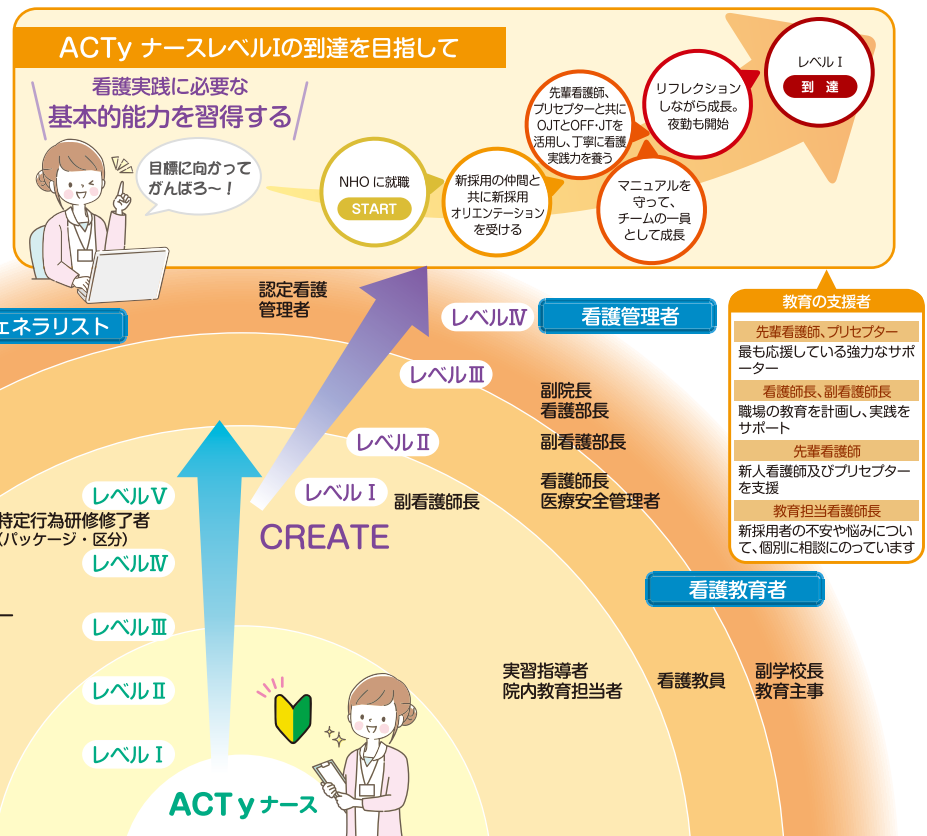 ACTy ナースレベルIの到達を目指して
看護実践に必要な
基本的能力を習得する
目標に向かって
がんばろ～！
NHO に就職
START
新採用の仲間と
共に新採用
オリエンテーション
を受ける
先輩看護師、
プリセプターと共に
OJTとOFF・JTを
活用し、丁寧に看護
実践力を養う
マニュアルを
守って、
チームの一員
として成長
リフレクション
しながら成長。
夜勤も開始
レベル I
到 達
認定看護
管理者
ェネラリスト
レベルⅣ
看護管理者
レベルⅢ
副院長
看護部長
レベルⅡ
副看護部長
レベル I
副看護師長
看護師長
医療安全管理者
CREATE
教育の支援者
先輩看護師、プリセプター
最も応援している強力なサポ
ーター
看護師長、副看護師長
職場の教育を計画し、実践を
サポート
先輩看護師
新人看護師及びプリセプター
を支援
教育担当看護師長
新採用者の不安や悩みについ
て、個別に相談にのっています
レベルⅤ
特定行為研修修了者
（パッケージ・区分）
レベルⅣ
レベルⅢ
レベルⅡ
レベル I
看護教育者
実習指導者
院内教育担当者
看護教員
副学校長
教育主事
ACTy ナース